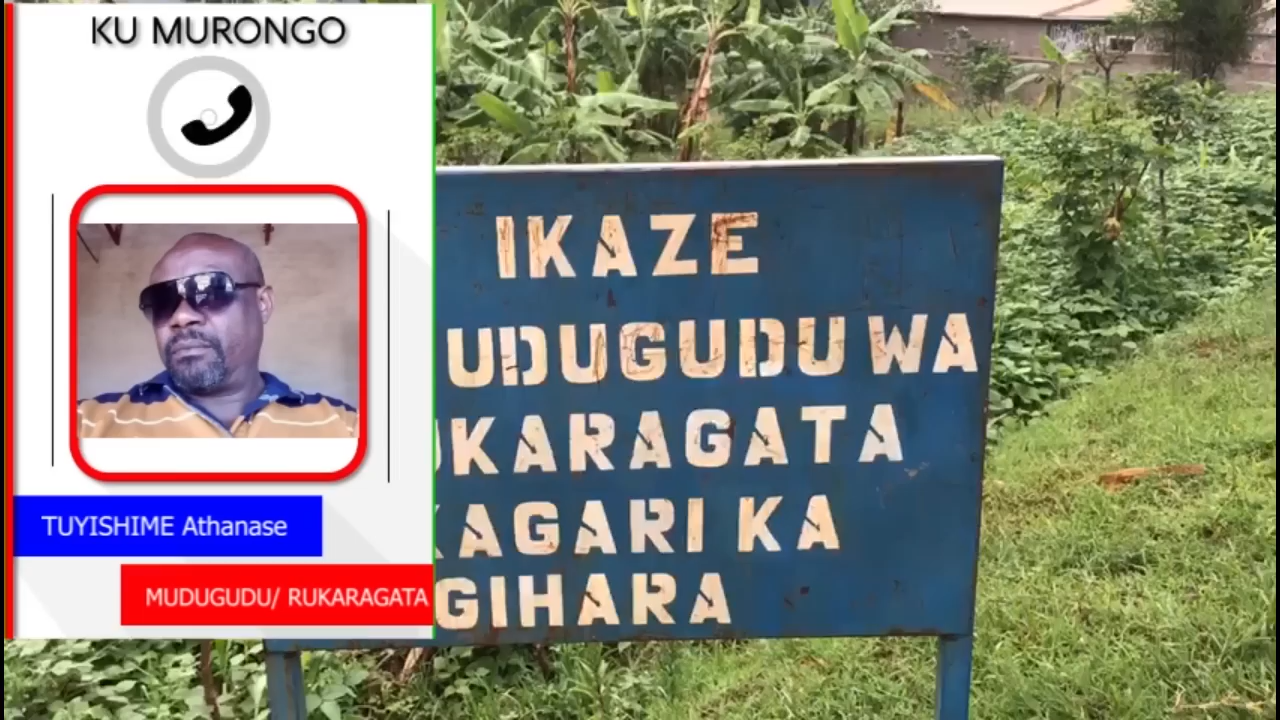 KU MURONGO
TUYISHIME Athanase
MUDUGUDU/ RUKARAGATA
IKAZE
UDUGUDU WA
UKARAGATA
KAGARI KA
GIHARA